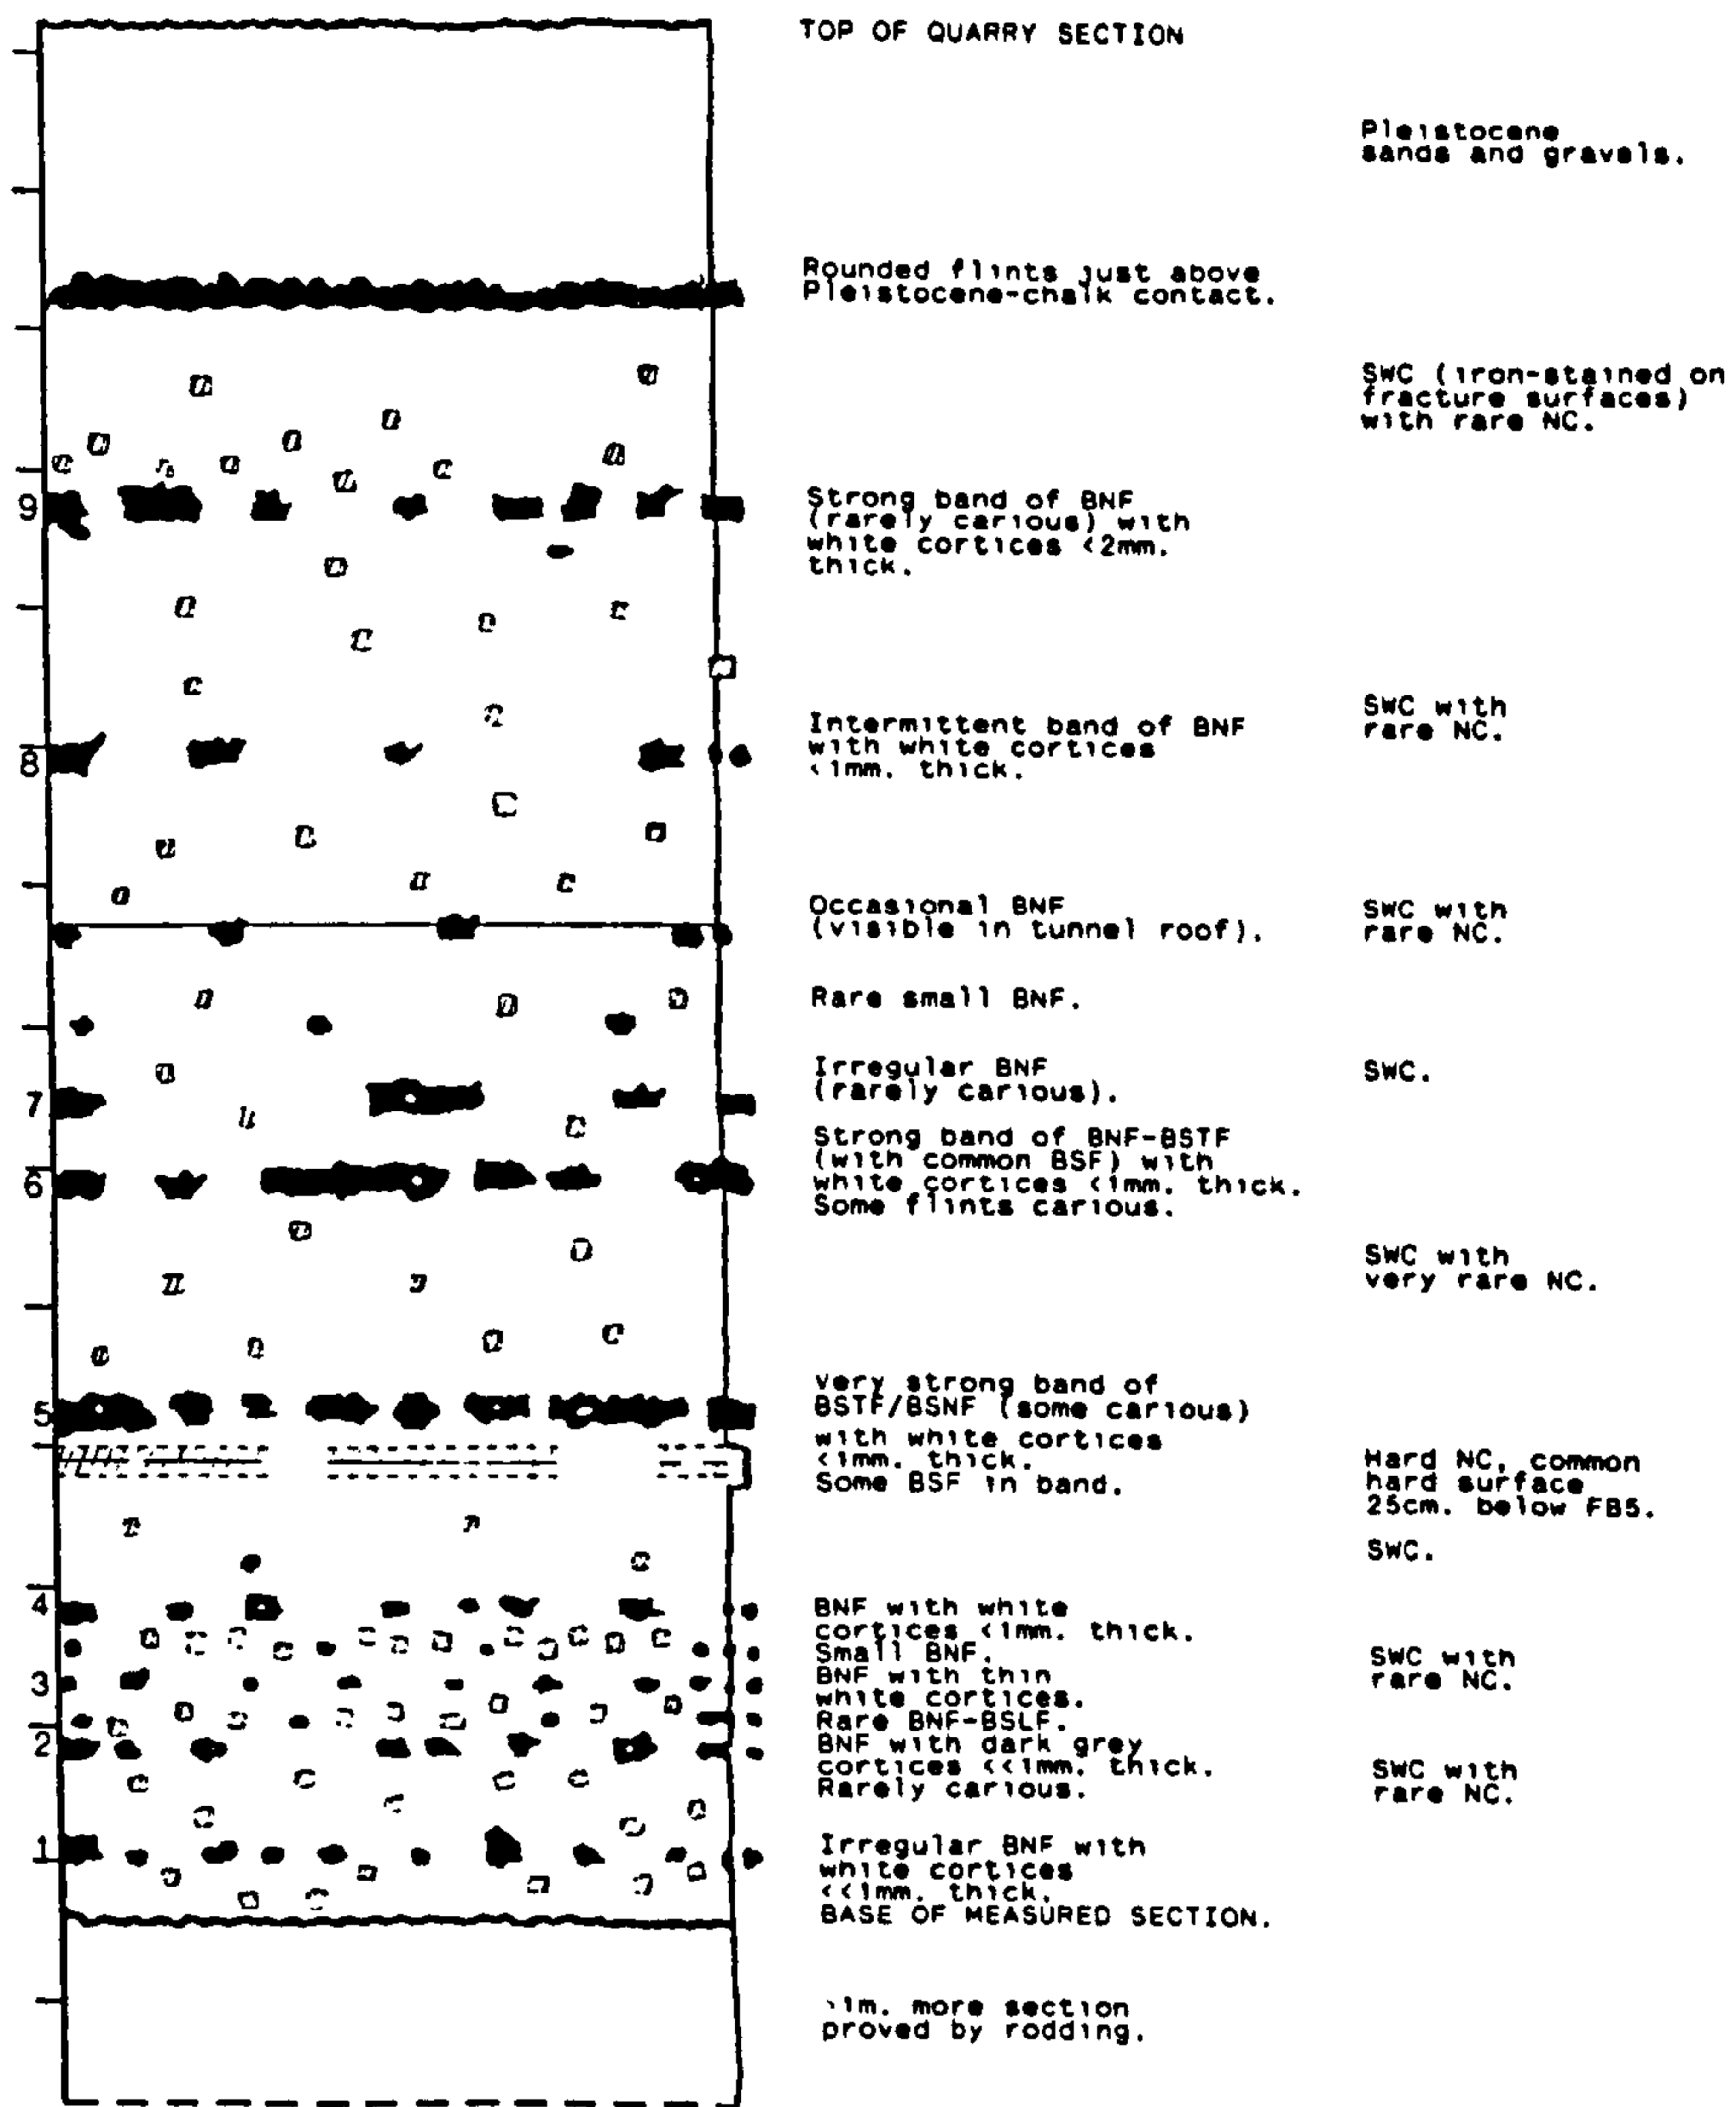 TOP OF QUARRY SECTION
Pleistocene
sands and gravels.
Rounded flints just above
Pleistocene-chalk contact.
SWC (iron-stained on
fracture surfaces)
with rare NC.
9
Strong band of BNF
(rarely carious) with
white cortices <2mm.
thick.
8
Intermittent band of BNF
with white cortices
<1mm. thick.
SWC with
rare NC.
Occasional BNF
(visible in tunnel roof).
SWC with
rare NC.
Rare small BNF.
7
Irregular BNF
(rarely carious).
SWC.
6
Strong band of BNF-BSTF
(with common BSF) with
white cortices <1mm. thick.
Some flints carious.
SWC with
very rare NC.
5
Very strong band of
BSTF/BSNF (some carious)
with white cortices
<1mm. thick.
Some BSF in band.
Hard NC, common
hard surface
25cm. below FB5.
SWC.
4
BNF with white
cortices <1mm. thick.
Small BNF.
3
BNF with thin
white cortices.
SWC with
rare NC.
Rare BNF-BSLF.
2
BNF with dark grey
cortices <<1mm. thick.
Rarely carious.
SWC with
rare NC.
1
Irregular BNF with
white cortices
<<1mm. thick.
BASE OF MEASURED SECTION.
1m. more section
proved by rodding.